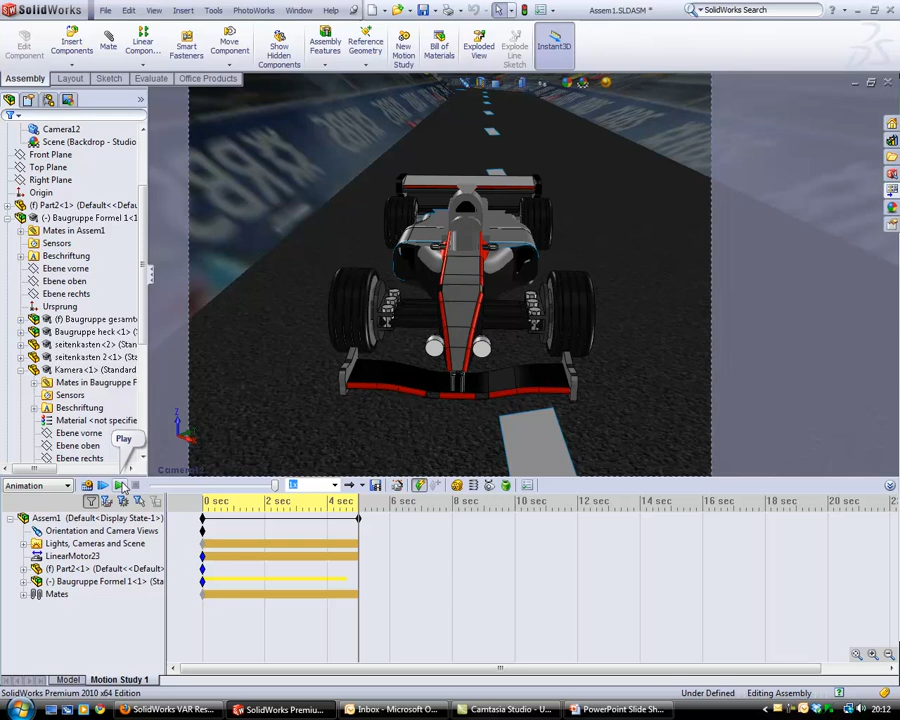 SolidWorks
File Edit View Insert Tools PhotoWorks Window Help
Assem1.SLDASM
SolidWorks Search
Edit Component
Insert Components
Mate
Linear Compon...
Smart Fasteners
Move Component
Show Hidden Components
Assembly Features
Reference Geometry
New Motion Study
Bill of Materials
Exploded View
Explode Line Sketch
Instant3D
Assembly Layout Sketch Evaluate Office Products
Camera12
Scene (Backdrop - Studio
Front Plane
Top Plane
Right Plane
Origin
(f) Part2<1> (Default<<Defau
(-) Baugruppe Formel 1<1
Mates in Assem1
Sensors
Beschriftung
Ebene vorne
Ebene oben
Ebene rechts
Ursprung
(f) Baugruppe gesamt
Baugruppe heck<1> (
seitenkasten<2> (Stan
seitenkasten 2<1> (St
Kamera<1> (Standard
Mates in Baugruppe F
Sensors
Beschriftung
Material <not specifie
Ebene vorne
Ebene oben
Ebene rechts
Play
Z
Camera
Animation
1x
0 sec 2 sec 4 sec 6 sec 8 sec 10 sec 12 sec 14 sec 16 sec 18 sec 20 sec
Assem1 (Default<Display State-1>)
Orientation and Camera Views
Lights, Cameras and Scene
LinearMotor23
(f) Part2<1> (Default<<Default>
(-) Baugruppe Formel 1<1> (Sta
Mates
Model Motion Study 1
SolidWorks Premium 2010 x64 Edition
Under Defined Editing Assembly
SolidWorks VAR Res...
SolidWorks Premiu...
Inbox - Microsoft O...
Camtasia Studio - U...
PowerPoint Slide Sh...
20:12